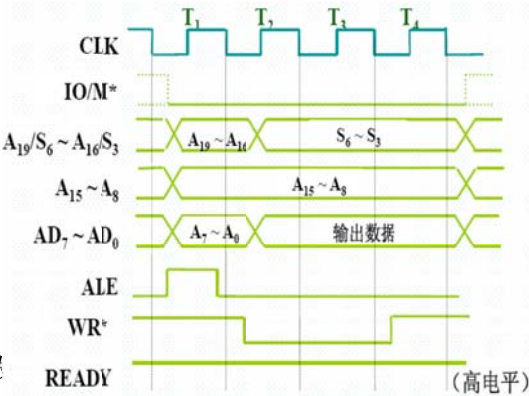 T1 T2 T3 T4
CLK
IO/M*
A19/S6~A16/S3 A19~A16 S6~S3
A15~A8 A15~A8
AD7~AD0 A7~A0 输出数据
ALE
WR*
READY (高电平)